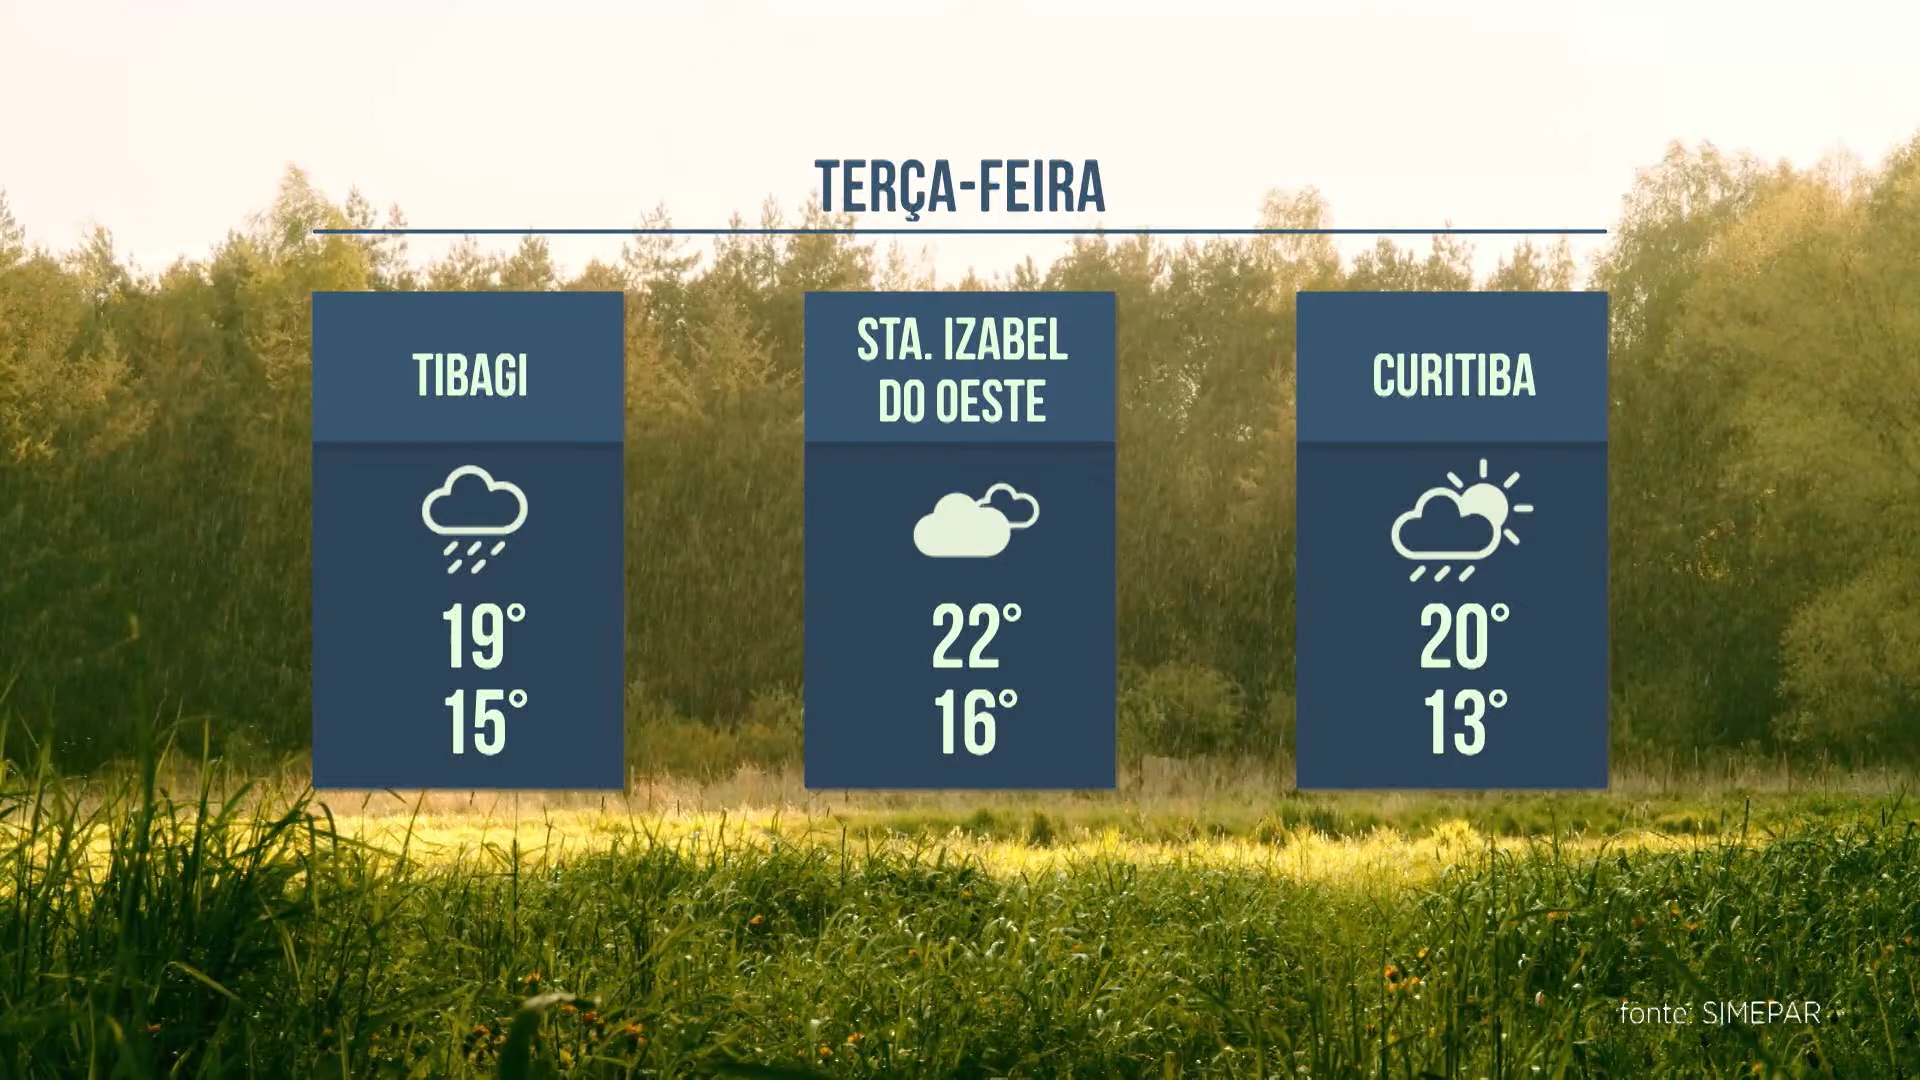 TERÇA-FEIRA
TIBAGI
19°
15°
STA. IZABEL
DO OESTE
22°
16°
CURITIBA
20°
13°
fonte: SIMEPAR